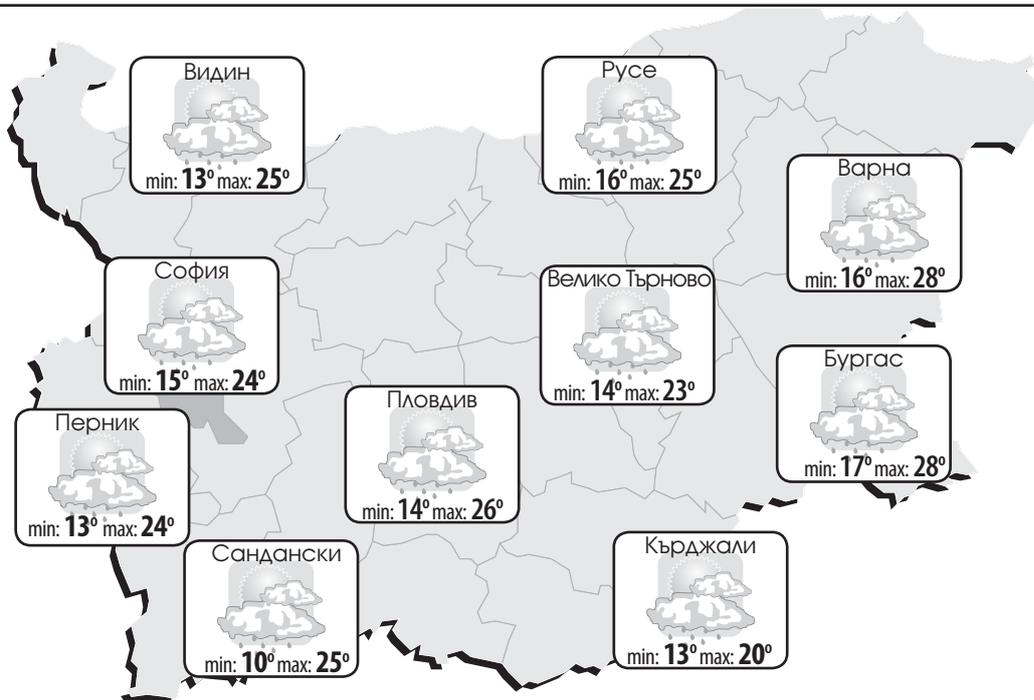 Видин
min: 13° max: 25°
Русе
min: 16° max: 25°
Варна
min: 16° max: 28°
София
min: 15° max: 24°
Велико Търново
min: 14° max: 23°
Бургас
min: 17° max: 28°
Пловдив
min: 14° max: 26°
Перник
min: 13° max: 24°
Сандански
min: 10° max: 25°
Кърджали
min: 13° max: 20°